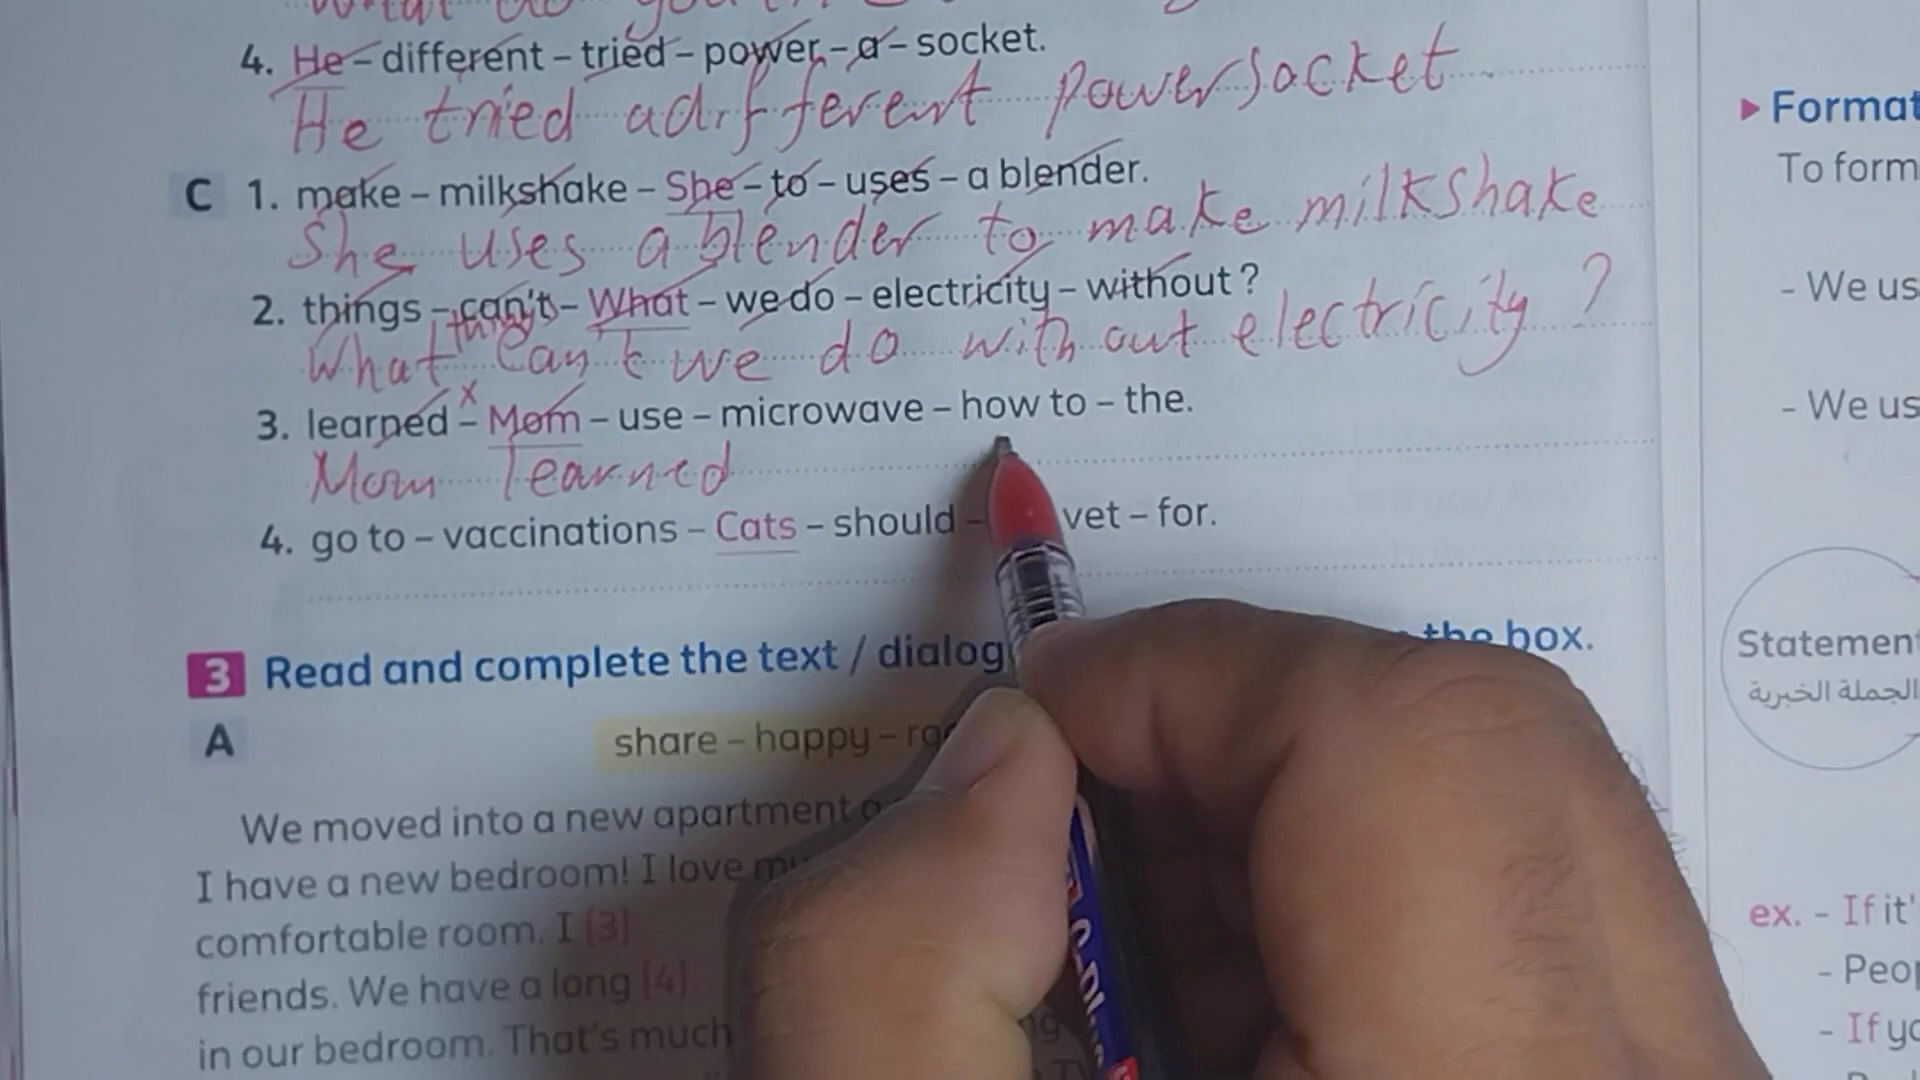 4. He – different – tried – power – a – socket.
He tried a different power socket
C 1. make – milkshake – She – to – uses – a blender.
She uses a blender to make milkshake
2. things – can't – What – we do – electricity – without ?
What things can't we do without electricity ?
3. learned – Mom – use – microwave – how to – the.
x
Mom learned
4. go to – vaccinations – Cats – should – vet – for.
3 Read and complete the text / dialog the box.
A
share – happy –
We moved into a new apartment
I have a new bedroom! I love
comfortable room. I (3)
friends. We have a long (4)
in our bedroom. That's much
Format
To form
- We us
- We us
Statement
الجملة الخبرية
ex. - If it'
- Peop
- If yo